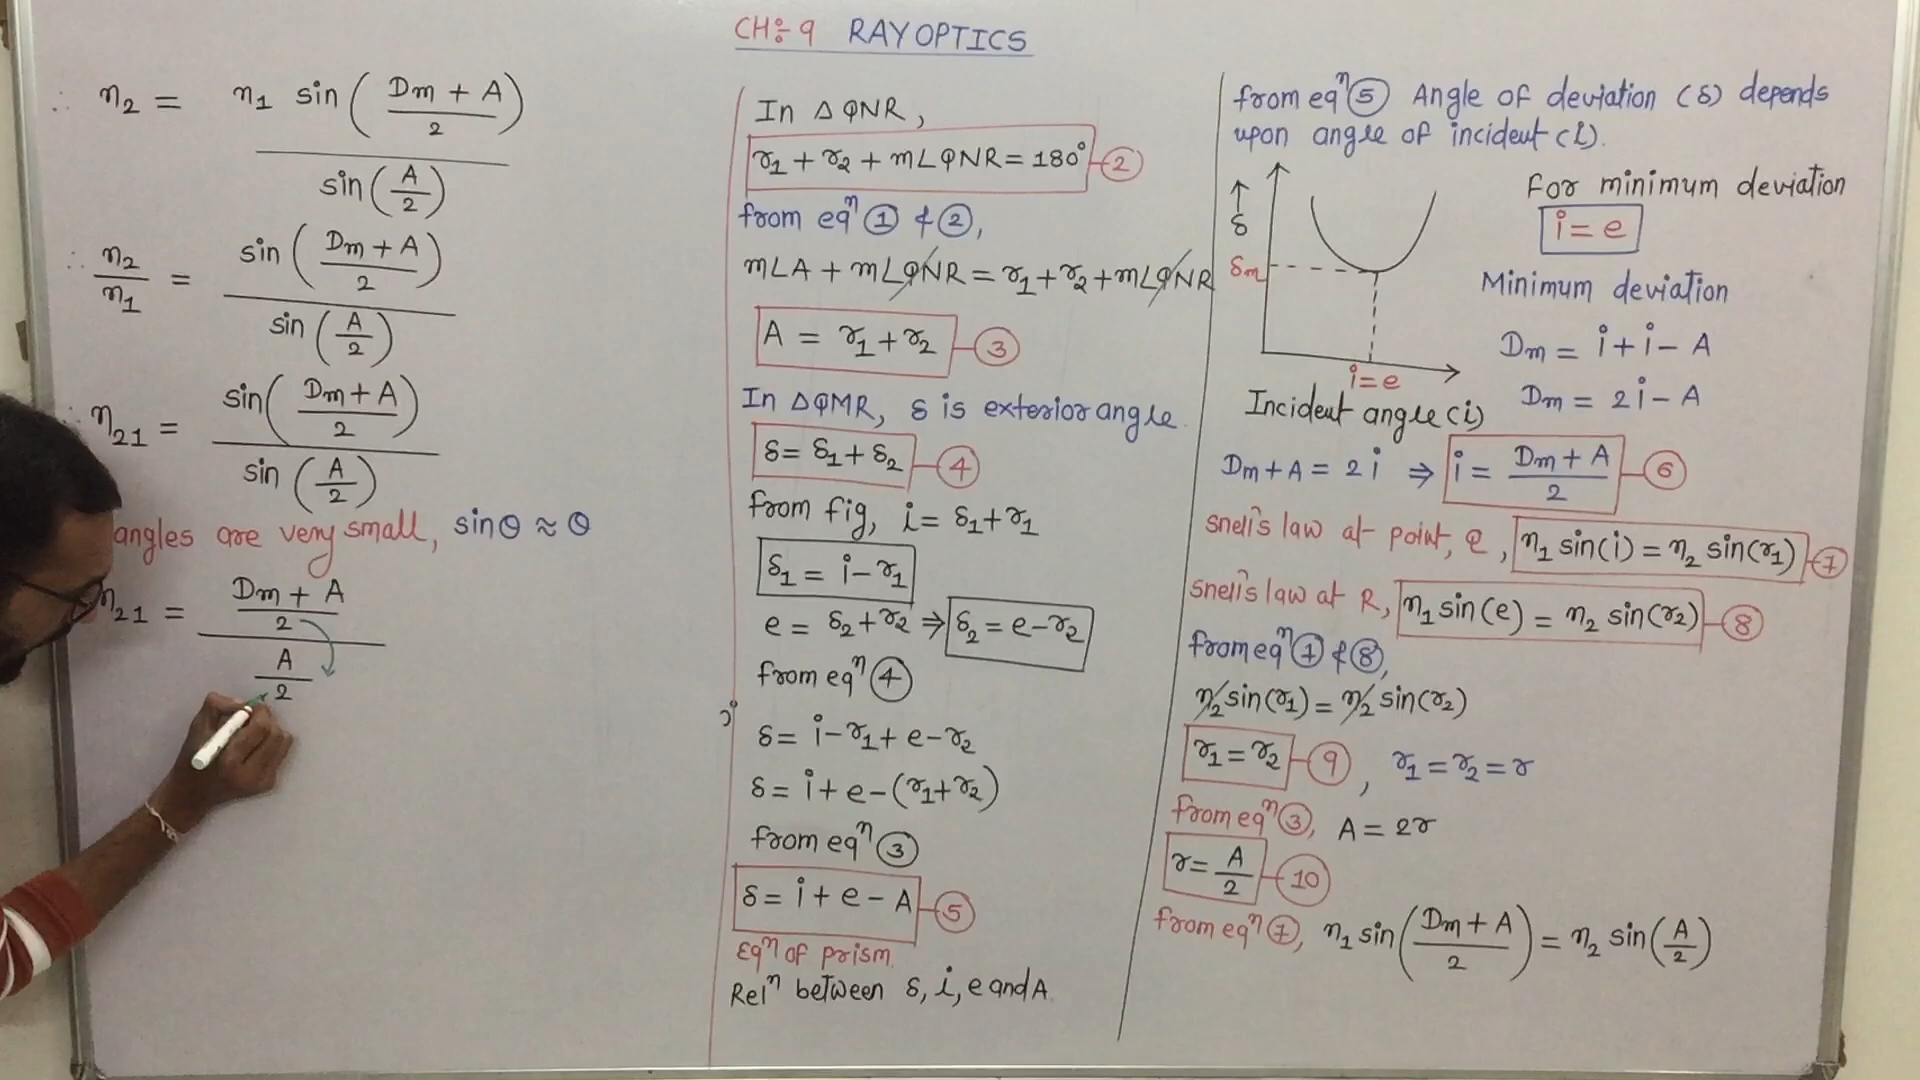 CH:- 9 RAY OPTICS
∴ n2 = n1 sin ( Dm + A / 2 ) / sin ( A / 2 )
∴ n2 / n1 = sin ( Dm + A / 2 ) / sin ( A / 2 )
∴ n21 = sin ( Dm + A / 2 ) / sin ( A / 2 )
angles are very small, sinθ ≈ θ
n21 = Dm + A / 2 / A / 2
In △QNR,
r1 + r2 + m∠QNR = 180° ②
from eqⁿ ① & ②,
m∠A + m∠QNR = r1 + r2 + m∠QNR
A = r1 + r2 ③
In △QMR, δ is exterior angle.
δ = δ1 + δ2 ④
from fig, i = δ1 + r1
δ1 = i - r1
e = δ2 + r2 ⇒ δ2 = e - r2
from eqⁿ ④
δ = i - r1 + e - r2
δ = i + e - (r1 + r2)
from eqⁿ ③
δ = i + e - A ⑤
Eqⁿ of prism.
Relⁿ between δ, i, e and A
from eqⁿ ⑤ Angle of deviation (δ) depends
upon angle of incident (i).
↑ δ
δm
i = e
Incident angle (i)
For minimum deviation
i = e
Minimum deviation
Dm = i + i - A
Dm = 2i - A
Dm + A = 2i ⇒ i = Dm + A / 2 ⑥
snell's law at point, Q, n1 sin(i) = n2 sin(r1) ⑦
snell's law at R, n1 sin(e) = n2 sin(r2) ⑧
from eqⁿ ⑦ & ⑧,
n2 sin(r1) = n2 sin(r2)
r1 = r2 ⑨, r1 = r2 = r
from eqⁿ ③, A = 2r
r = A / 2 ⑩
from eqⁿ ⑦, n1 sin ( Dm + A / 2 ) = n2 sin ( A / 2 )